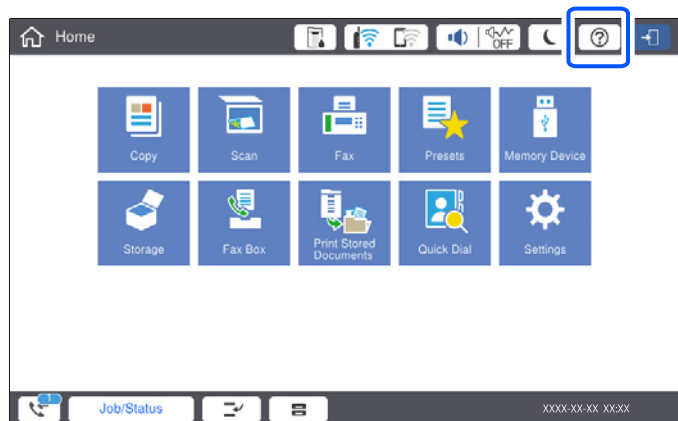 Home
OFF
?
Copy
Scan
Fax
Presets
Memory Device
Storage
Fax Box
Print Stored
Documents
Quick Dial
Settings
1
Job/Status
XXXX-XX-XX XX:XX